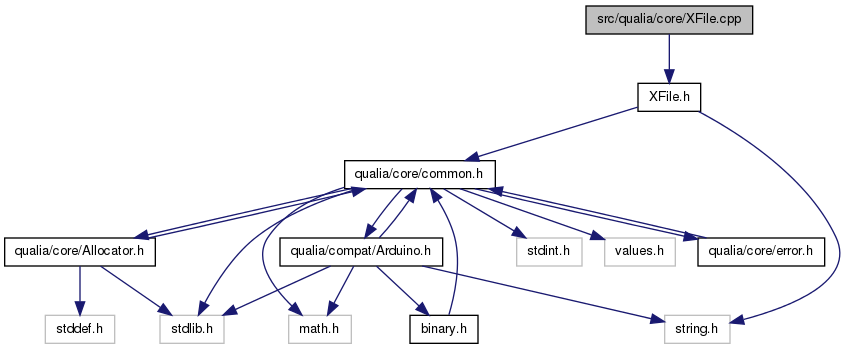 src/qualia/core/XFile.cpp
XFile.h
qualia/core/common.h
qualia/core/Allocator.h
qualia/compat/Arduino.h
stdint.h
values.h
qualia/core/error.h
stddef.h
stdlib.h
math.h
binary.h
string.h